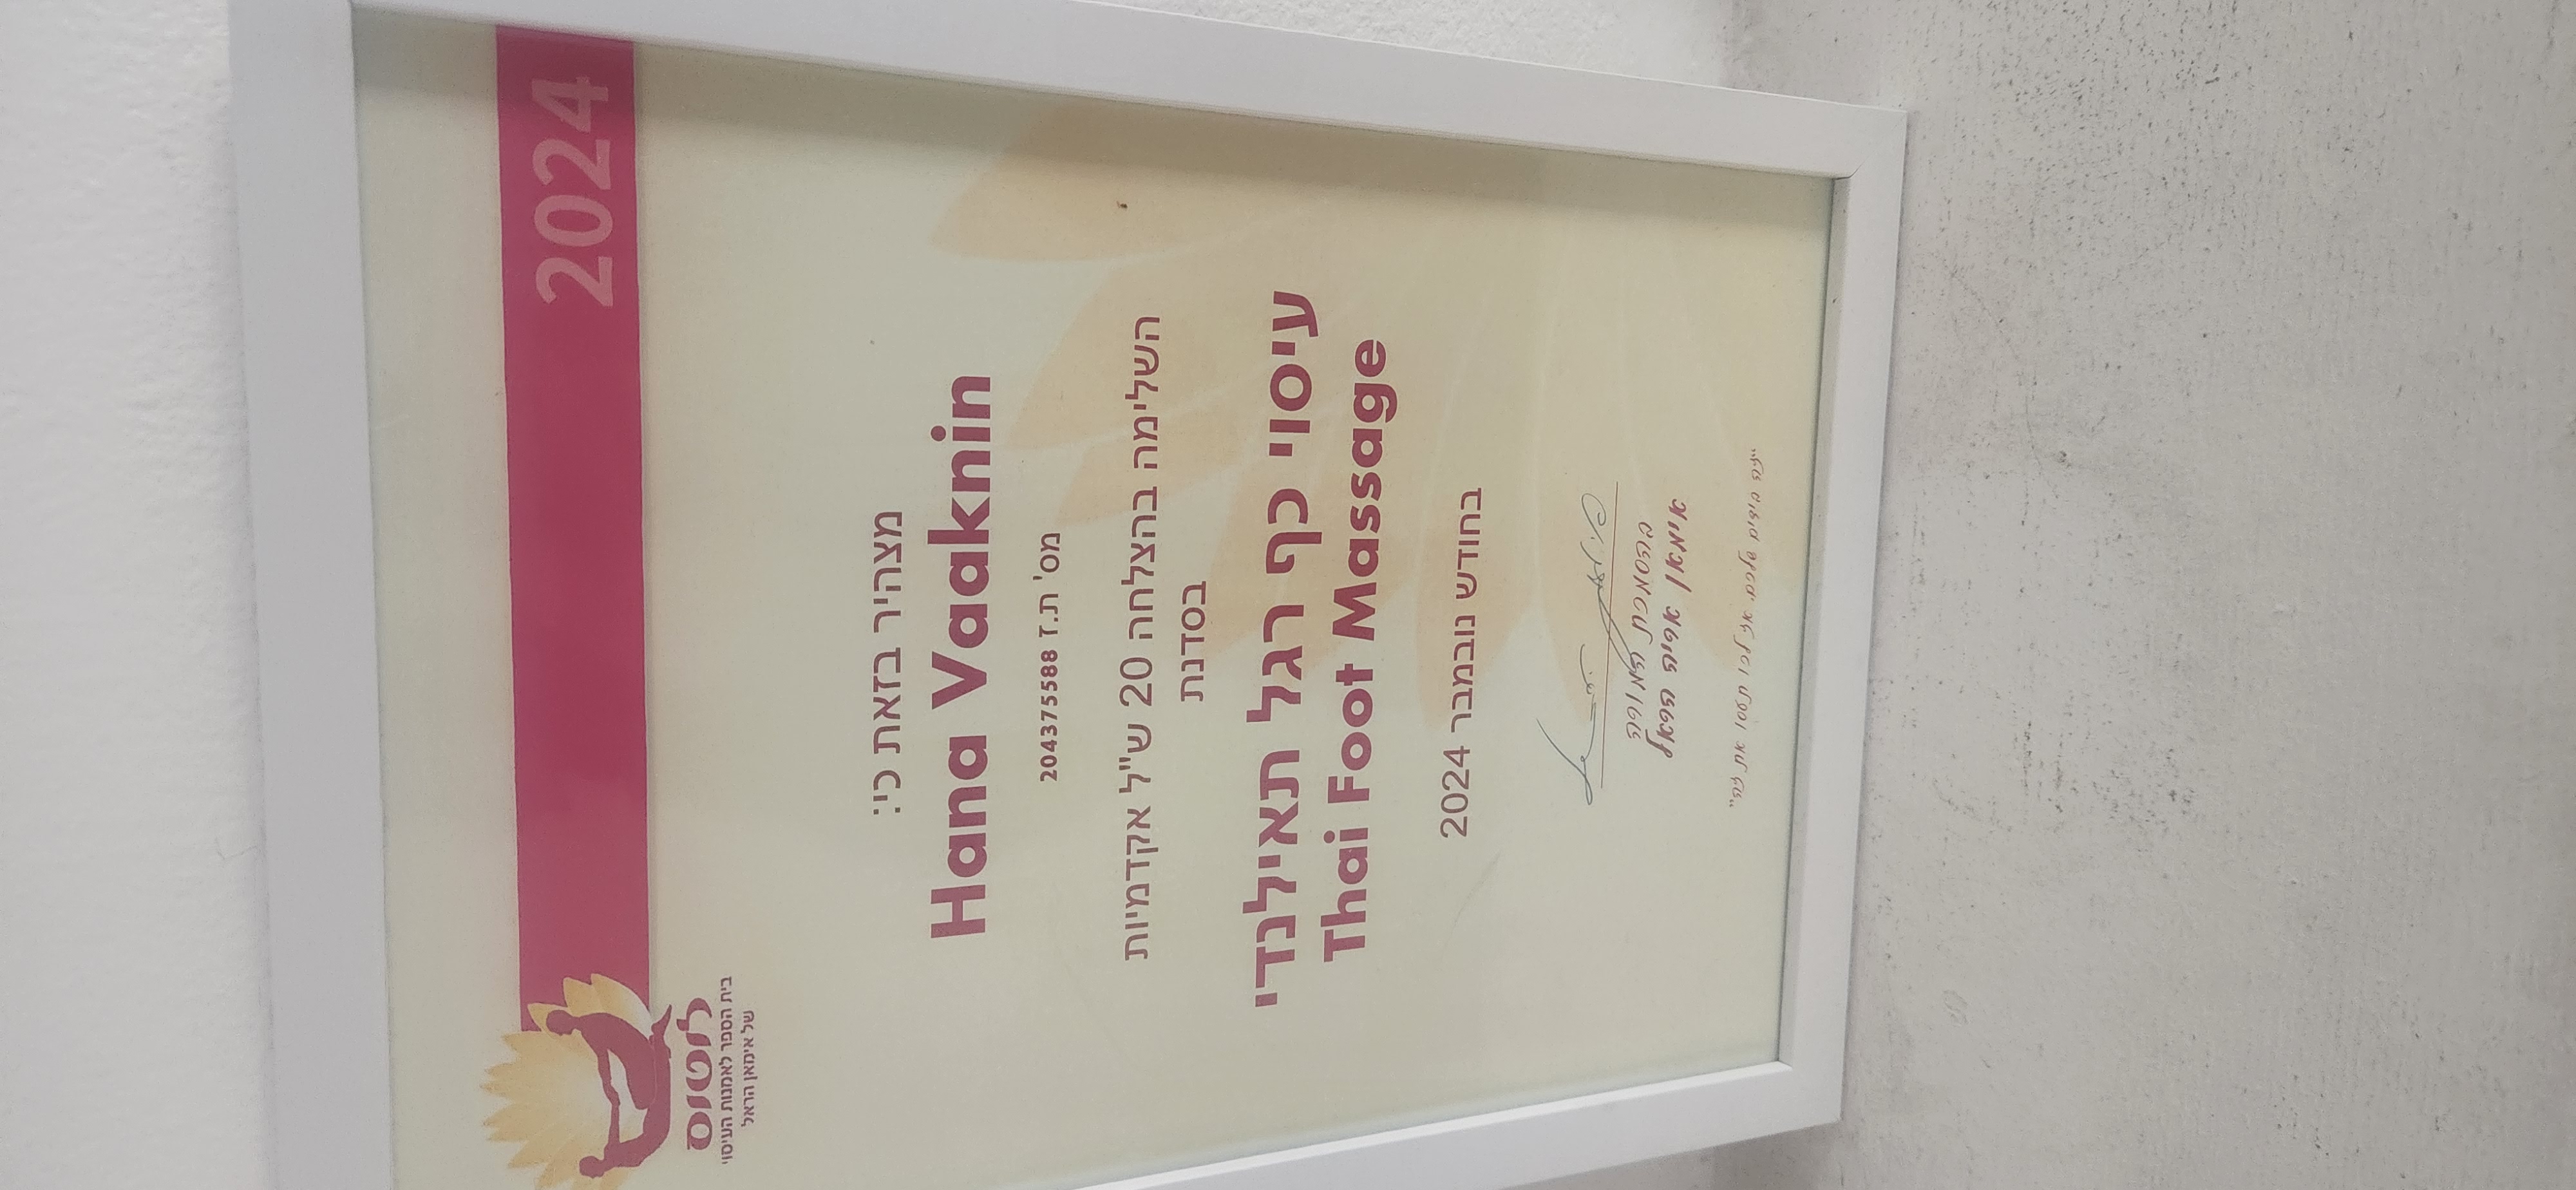 2024
לוטוס
בית הספר לאמנות העיסוי
של אימאן הראל
מצהיר בזאת כי:
Hana Vaaknin
מס' ת.ז 204375588
השלימה בהצלחה 20 ש"ל אקדמיות
בסדנת
עיסוי כף רגל תאילנדי
Thai Foot Massage
בחודש נובמבר 2024